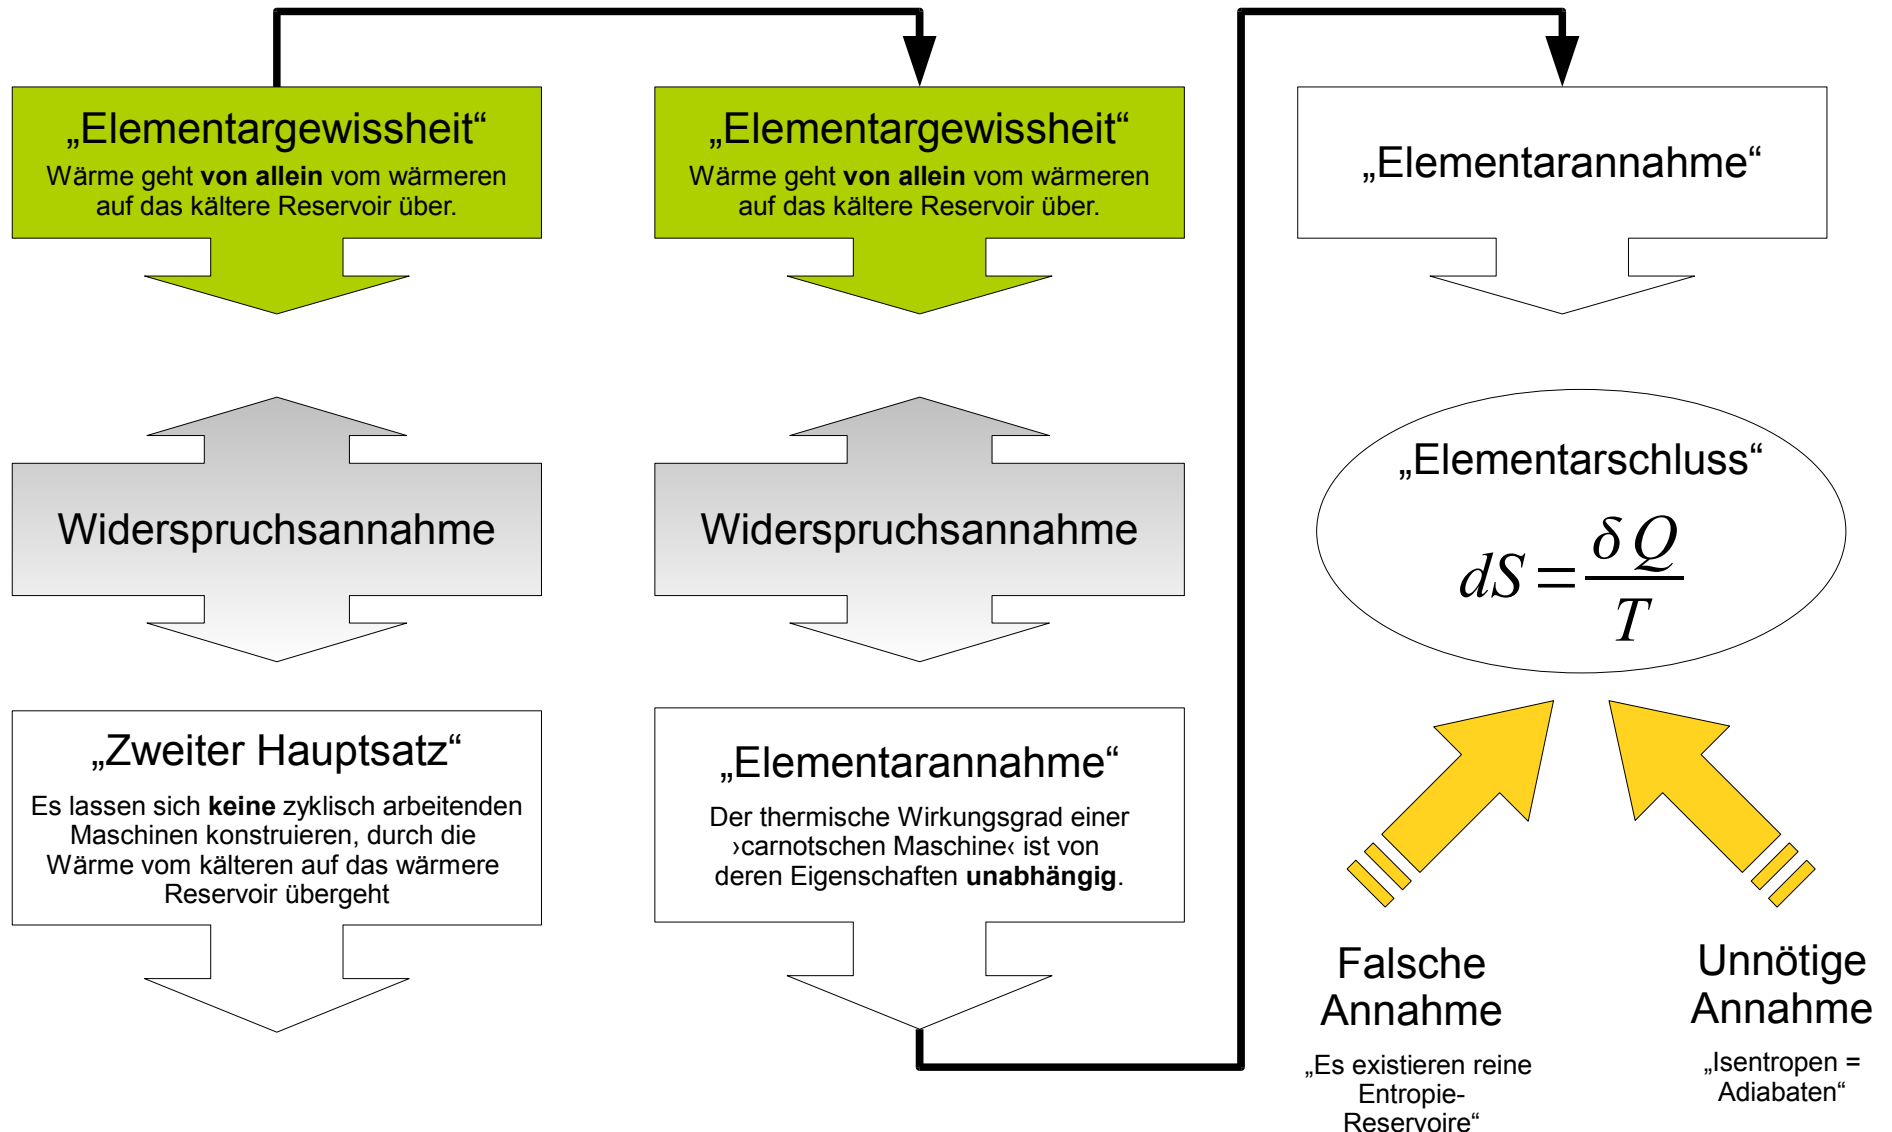 „Elementargewissheit“
Wärme geht von allein vom wärmeren
auf das kältere Reservoir über.
Widerspruchsannahme
„Zweiter Hauptsatz“
Es lassen sich keine zyklisch arbeitenden
Maschinen konstruieren, durch die
Wärme vom kälteren auf das wärmere
Reservoir übergeht
„Elementargewissheit“
Wärme geht von allein vom wärmeren
auf das kältere Reservoir über.
Widerspruchsannahme
„Elementarannahme“
Der thermische Wirkungsgrad einer
›carnotschen Maschine‹ ist von
deren Eigenschaften unabhängig.
„Elementarannahme“
„Elementarschluss“
dS = δQ / T
Falsche
Annahme
„Es existieren reine
Entropie-
Reservoire“
Unnötige
Annahme
„Isentropen =
Adiabaten“